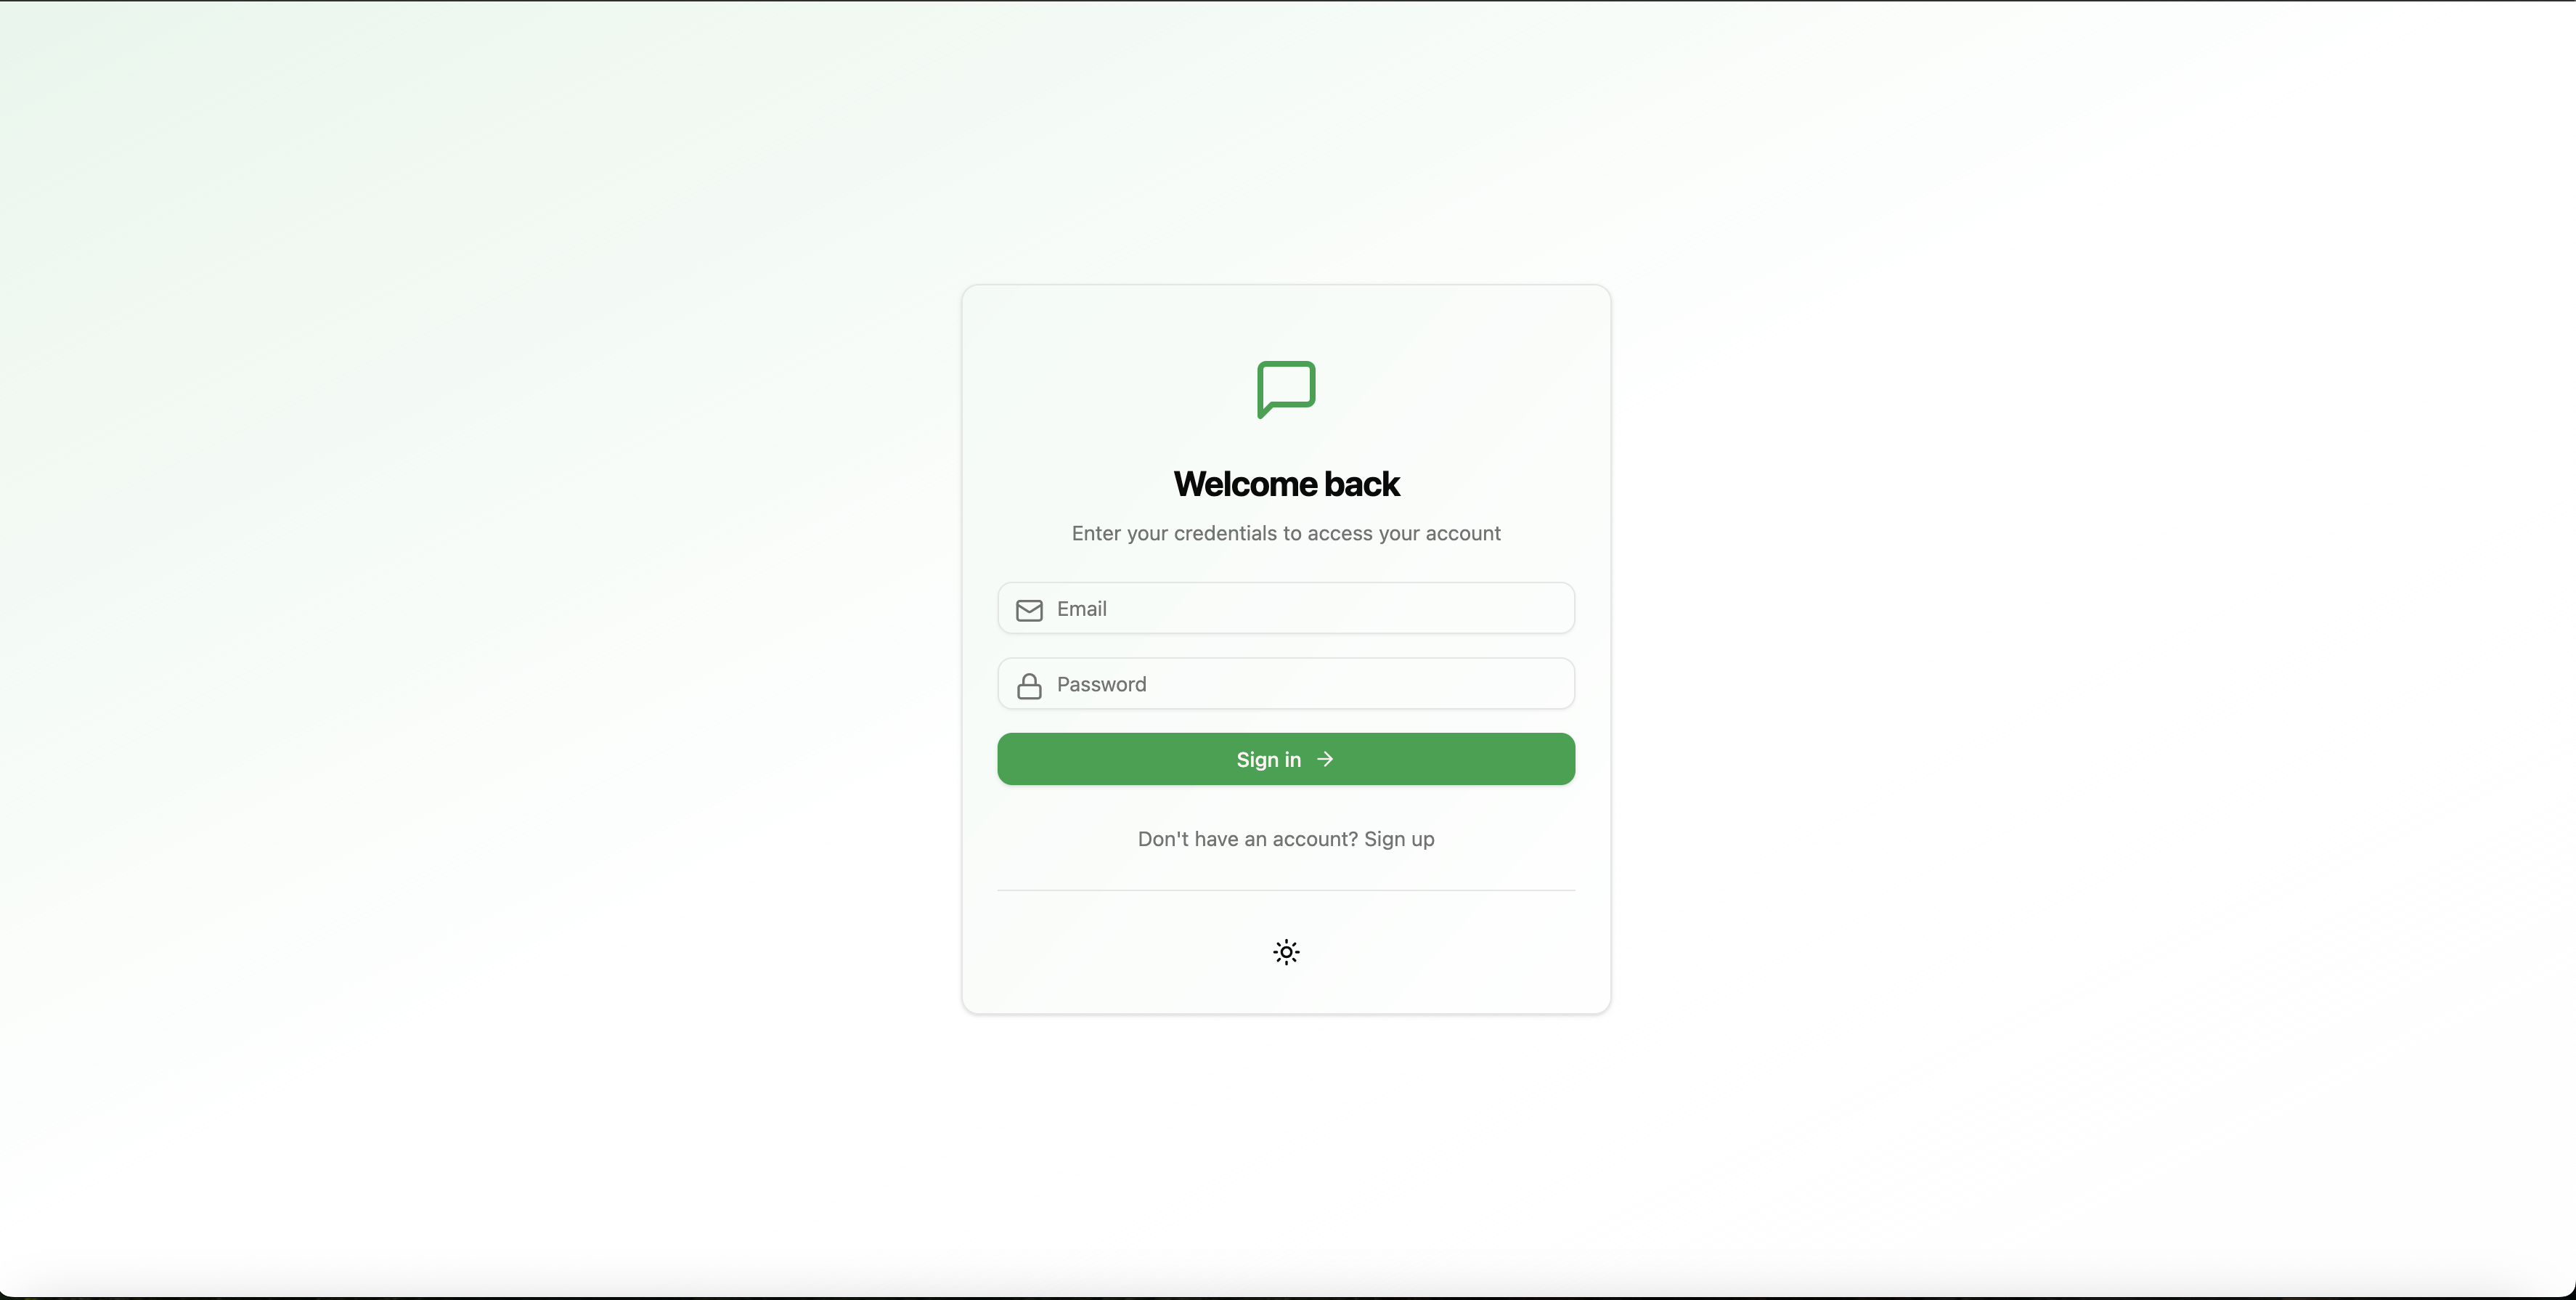 Welcome back
Enter your credentials to access your account
Email
Password
Sign in
Don't have an account? Sign up